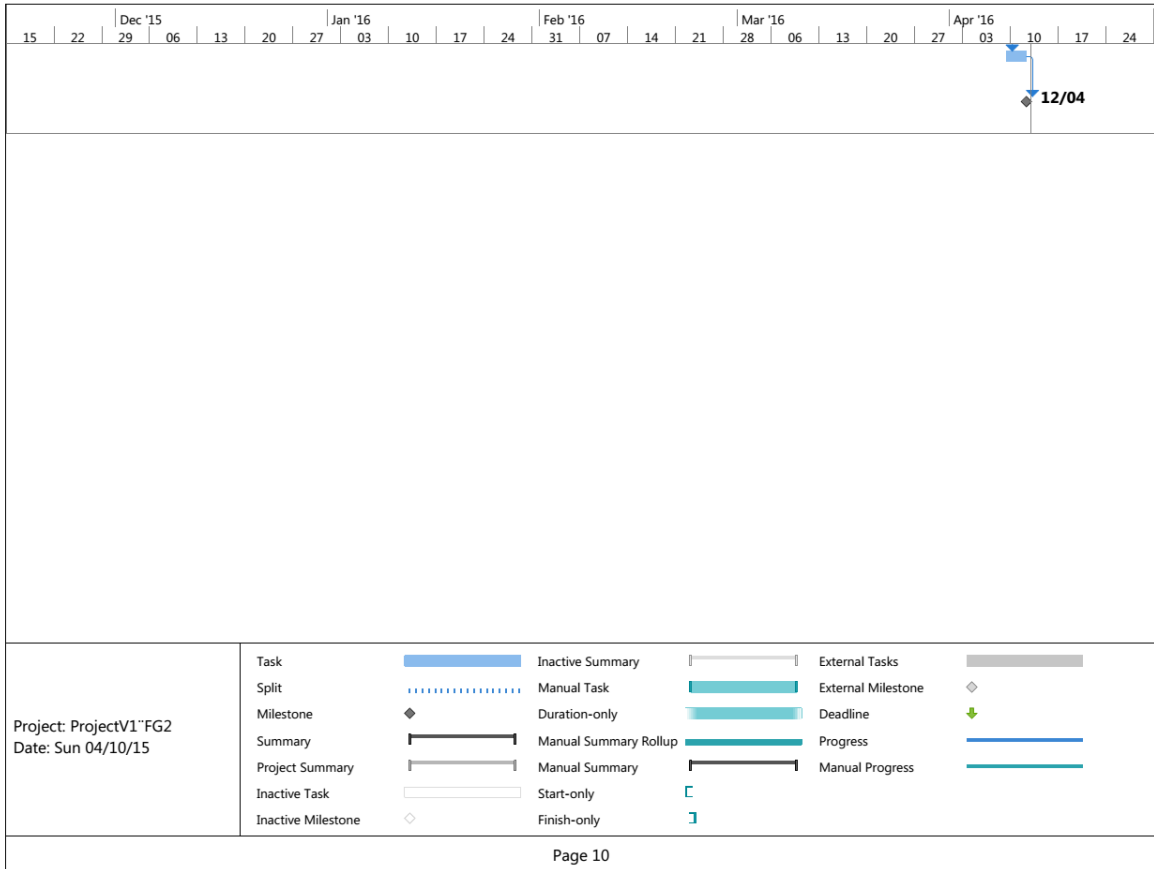 Dec '15 Jan '16 Feb '16 Mar '16 Apr '16
15 22 29 06 13 20 27 03 10 17 24 31 07 14 21 28 06 13 20 27 03 10 17 24
12/04
Project: ProjectV1¨FG2
Date: Sun 04/10/15
Task
Split
Milestone
Summary
Project Summary
Inactive Task
Inactive Milestone
Inactive Summary
Manual Task
Duration-only
Manual Summary Rollup
Manual Summary
Start-only
Finish-only
External Tasks
External Milestone
Deadline
Progress
Manual Progress
Page 10